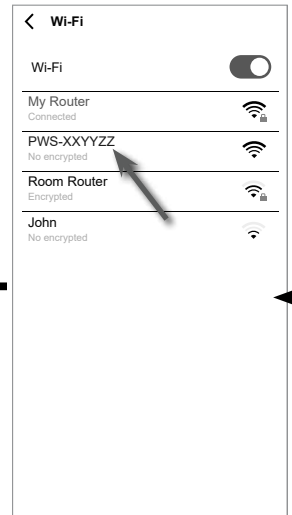 Wi-Fi
Wi-Fi
My Router
Connected
PWS-XXYYZZ
No encrypted
Room Router
Encrypted
John
No encrypted